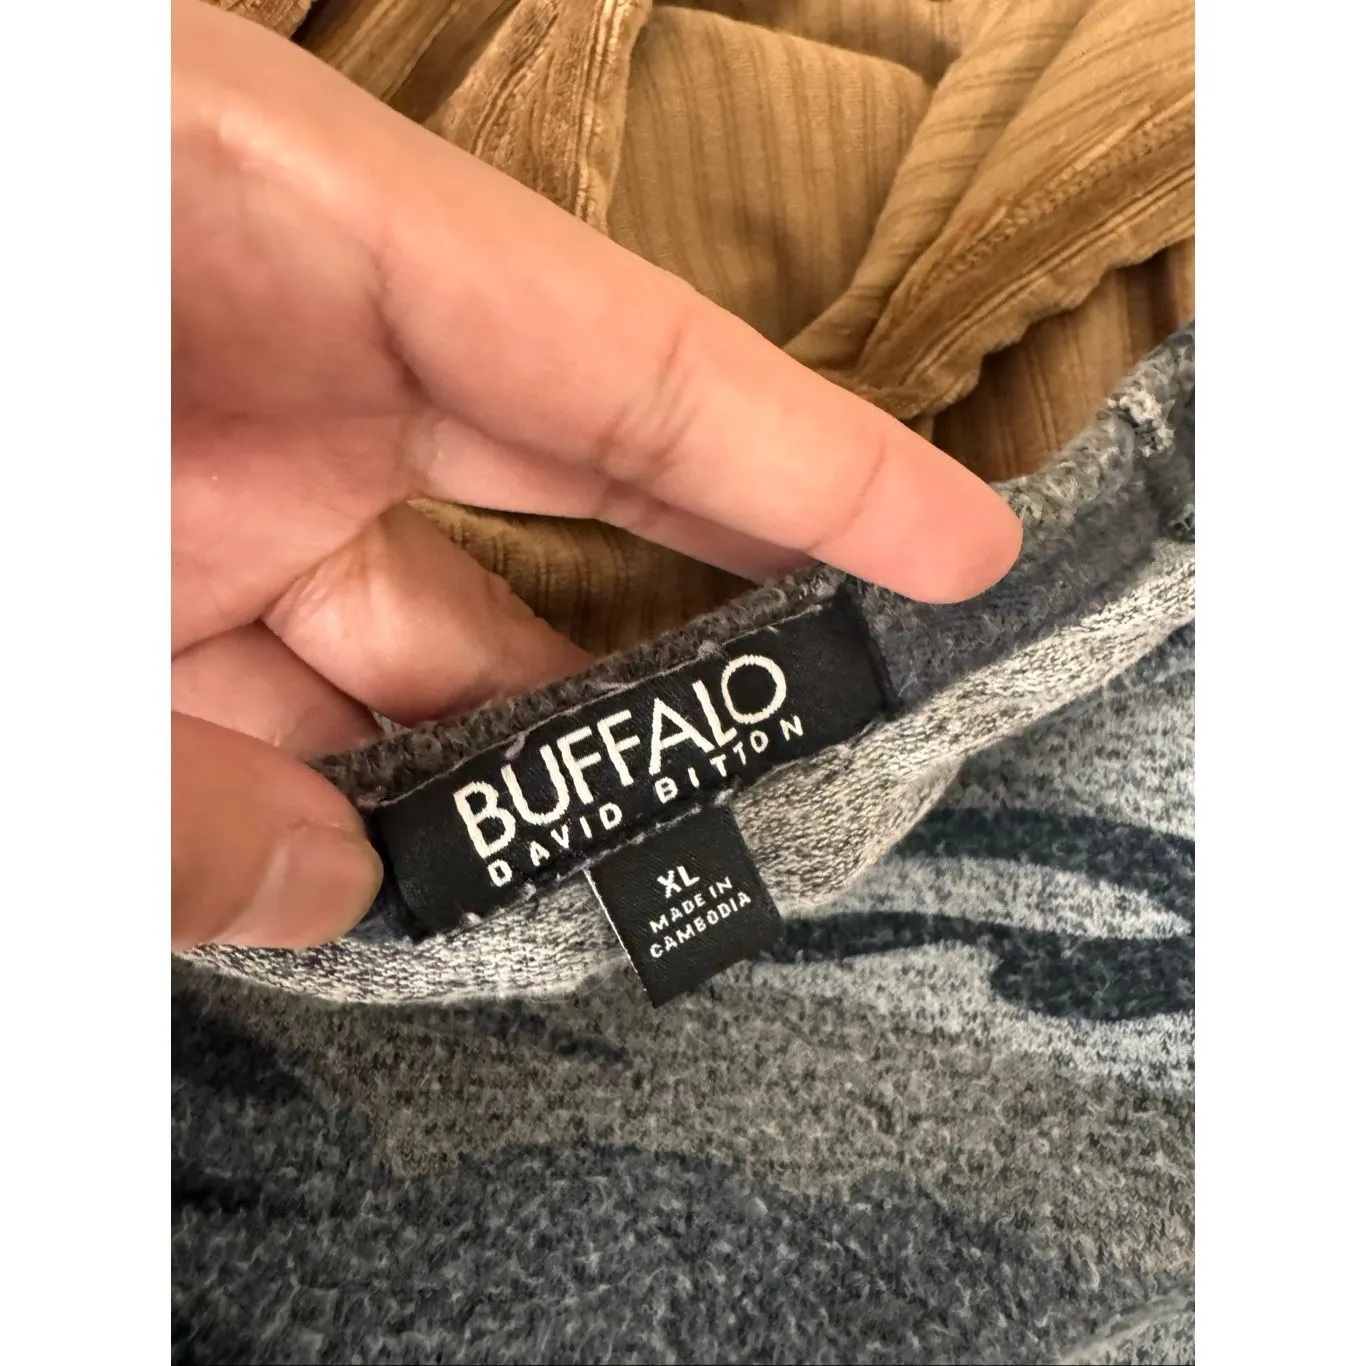 BUFFALO
DAVID BITTON
XL
MADE IN
CAMBODIA